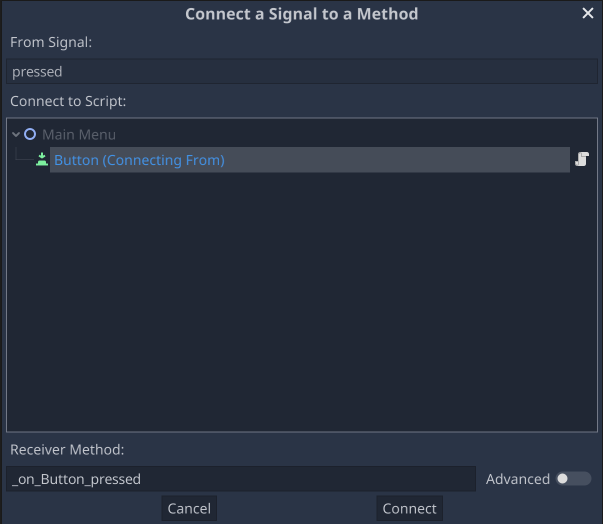 Connect a Signal to a Method
From Signal:
pressed
Connect to Script:
Main Menu
Button (Connecting From)
Receiver Method:
_on_Button_pressed
Advanced
Cancel
Connect